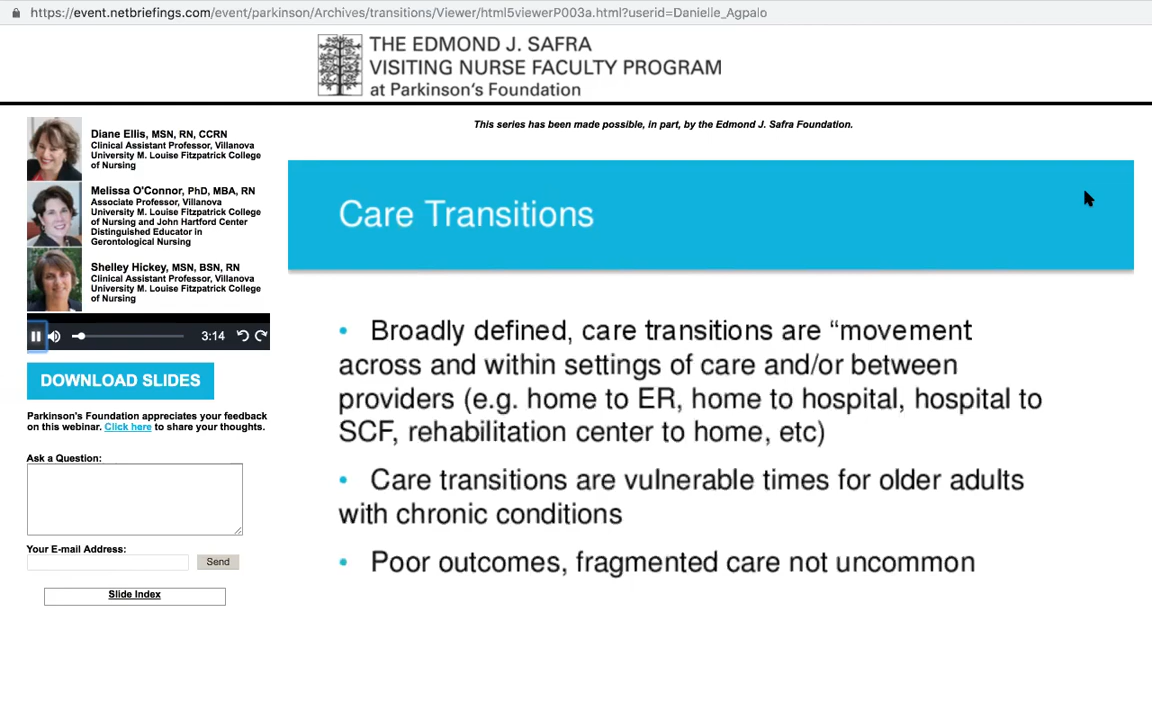 https://event.netbriefings.com/event/parkinson/Archives/transitions/Viewer/html5viewerP003a.html?userid=Danielle_Agpalo
THE EDMOND J. SAFRA
VISITING NURSE FACULTY PROGRAM
at Parkinson's Foundation
This series has been made possible, in part, by the Edmond J. Safra Foundation.
Diane Ellis, MSN, RN, CCRN
Clinical Assistant Professor, Villanova
University M. Louise Fitzpatrick College
of Nursing
Melissa O'Connor, PhD, MBA, RN
Associate Professor, Villanova
University M. Louise Fitzpatrick College
of Nursing and John Hartford Center
Distinguished Educator in
Gerontological Nursing
Shelley Hickey, MSN, BSN, RN
Clinical Assistant Professor, Villanova
University M. Louise Fitzpatrick College
of Nursing
3:14
DOWNLOAD SLIDES
Parkinson's Foundation appreciates your feedback
on this webinar. Click here to share your thoughts.
Ask a Question:
Your E-mail Address:
Send
Slide Index
Care Transitions
• Broadly defined, care transitions are “movement
across and within settings of care and/or between
providers (e.g. home to ER, home to hospital, hospital to
SCF, rehabilitation center to home, etc)
• Care transitions are vulnerable times for older adults
with chronic conditions
• Poor outcomes, fragmented care not uncommon